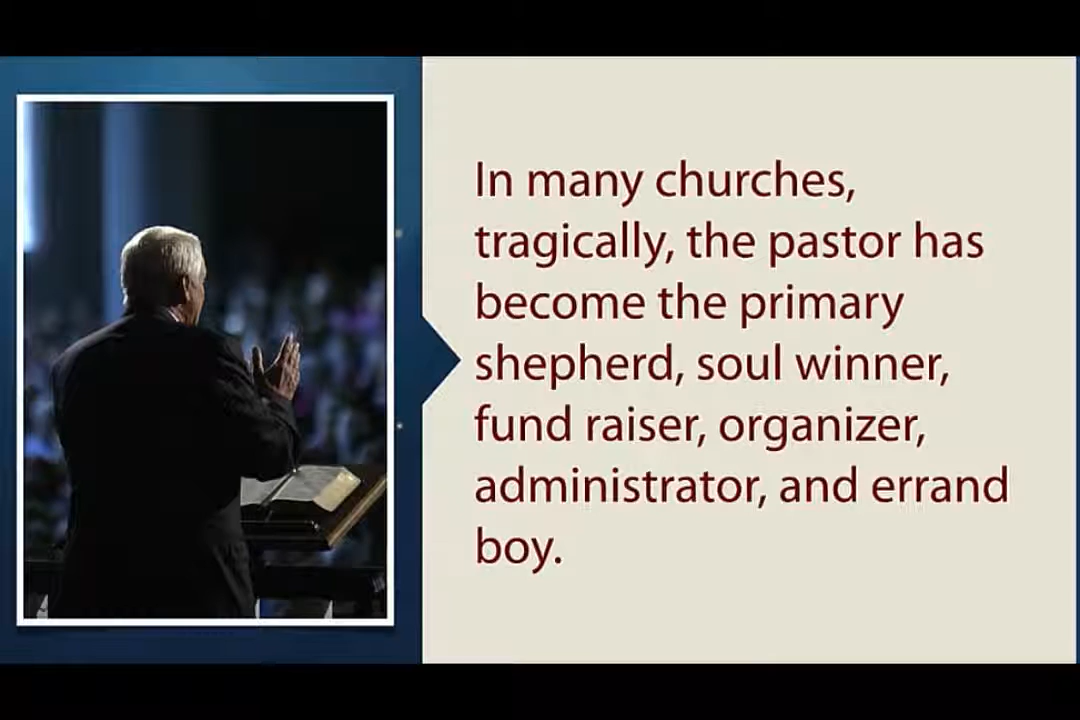 In many churches,
tragically, the pastor has
become the primary
shepherd, soul winner,
fund raiser, organizer,
administrator, and errand
boy.